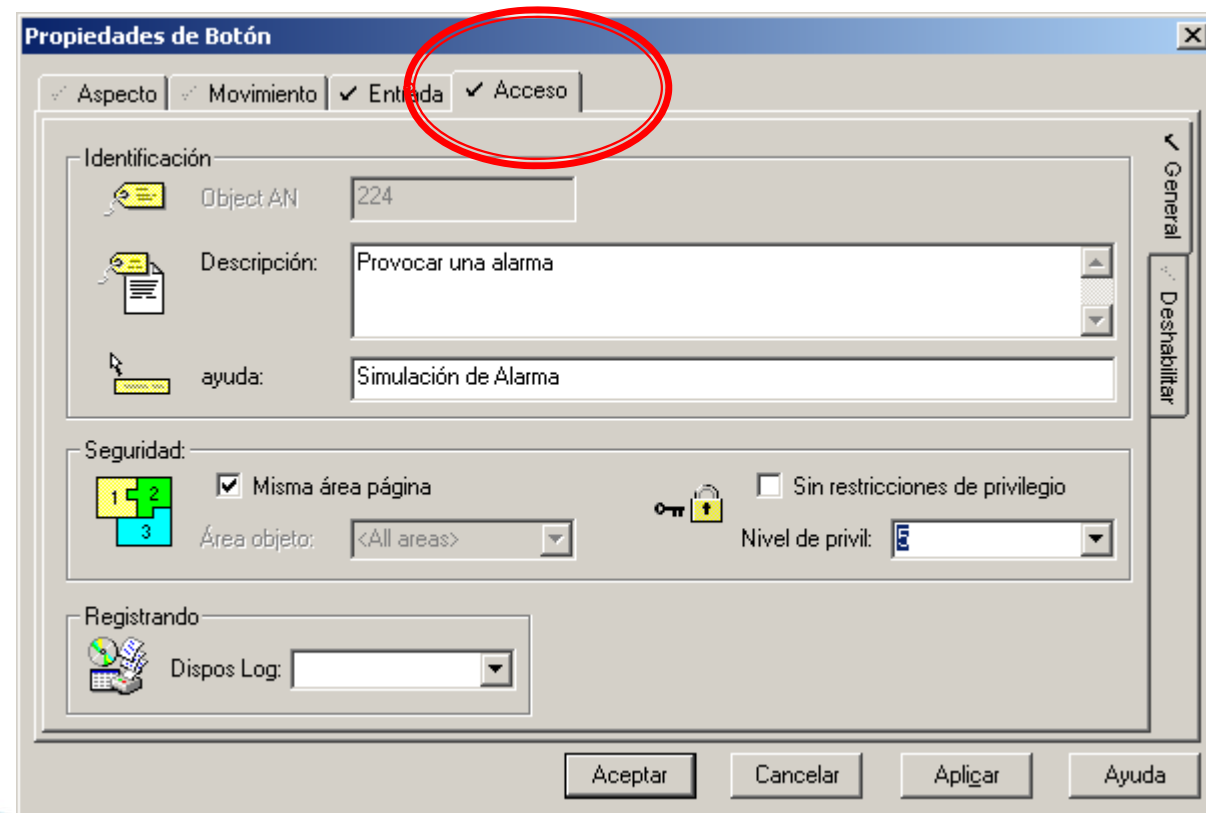 Propiedades de Botón
Aspecto Movimiento Entrada Acceso
General
Deshabilitar
Identificación
Object AN 224
Descripción: Provocar una alarma
ayuda: Simulación de Alarma
Seguridad:
1 2 3
Misma área página
Sin restricciones de privilegio
Área objeto: <All areas>
Nivel de privil: 5
Registrando
Dispos Log:
Aceptar Cancelar Aplicar Ayuda